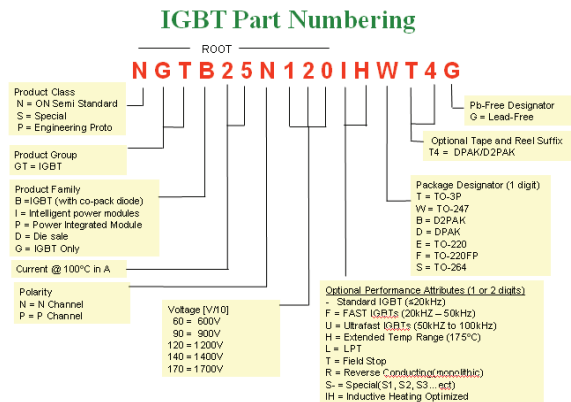 IGBT Part Numbering
ROOT
NGTB25N120IHWT4G
Product Class
N = ON Semi Standard
S = Special
P = Engineering Proto
Pb-Free Designator
G = Lead-Free
Optional Tape and Reel Suffix
T4 = DPAK/D2PAK
Product Group
GT = IGBT
Product Family
B =IGBT (with co-pack diode)
I = Intelligent power modules
P = Power Integrated Module
D = Die sale
G = IGBT Only
Package Designator (1 digit)
T = TO-3P
W = TO-247
B = D2PAK
D = DPAK
E = TO-220
F = TO-220FP
S = TO-264
Current @ 100°C in A
Polarity
N = N Channel
P = P Channel
Voltage [V/10]
60 = 600V
90 = 900V
120 = 1200V
140 = 1400V
170 = 1700V
Optional Performance Attributes (1 or 2 digits)
- Standard IGBT (≤20kHz)
F = FAST IGBTs (20kHZ – 50kHz)
U = Ultrafast IGBTs (50kHZ to 100kHz)
H = Extended Temp Range (175°C)
L = LPT
T = Field Stop
R = Reverse Conducting(monolithic)
S- = Special(S1, S2, S3...ect)
IH = Inductive Heating Optimized